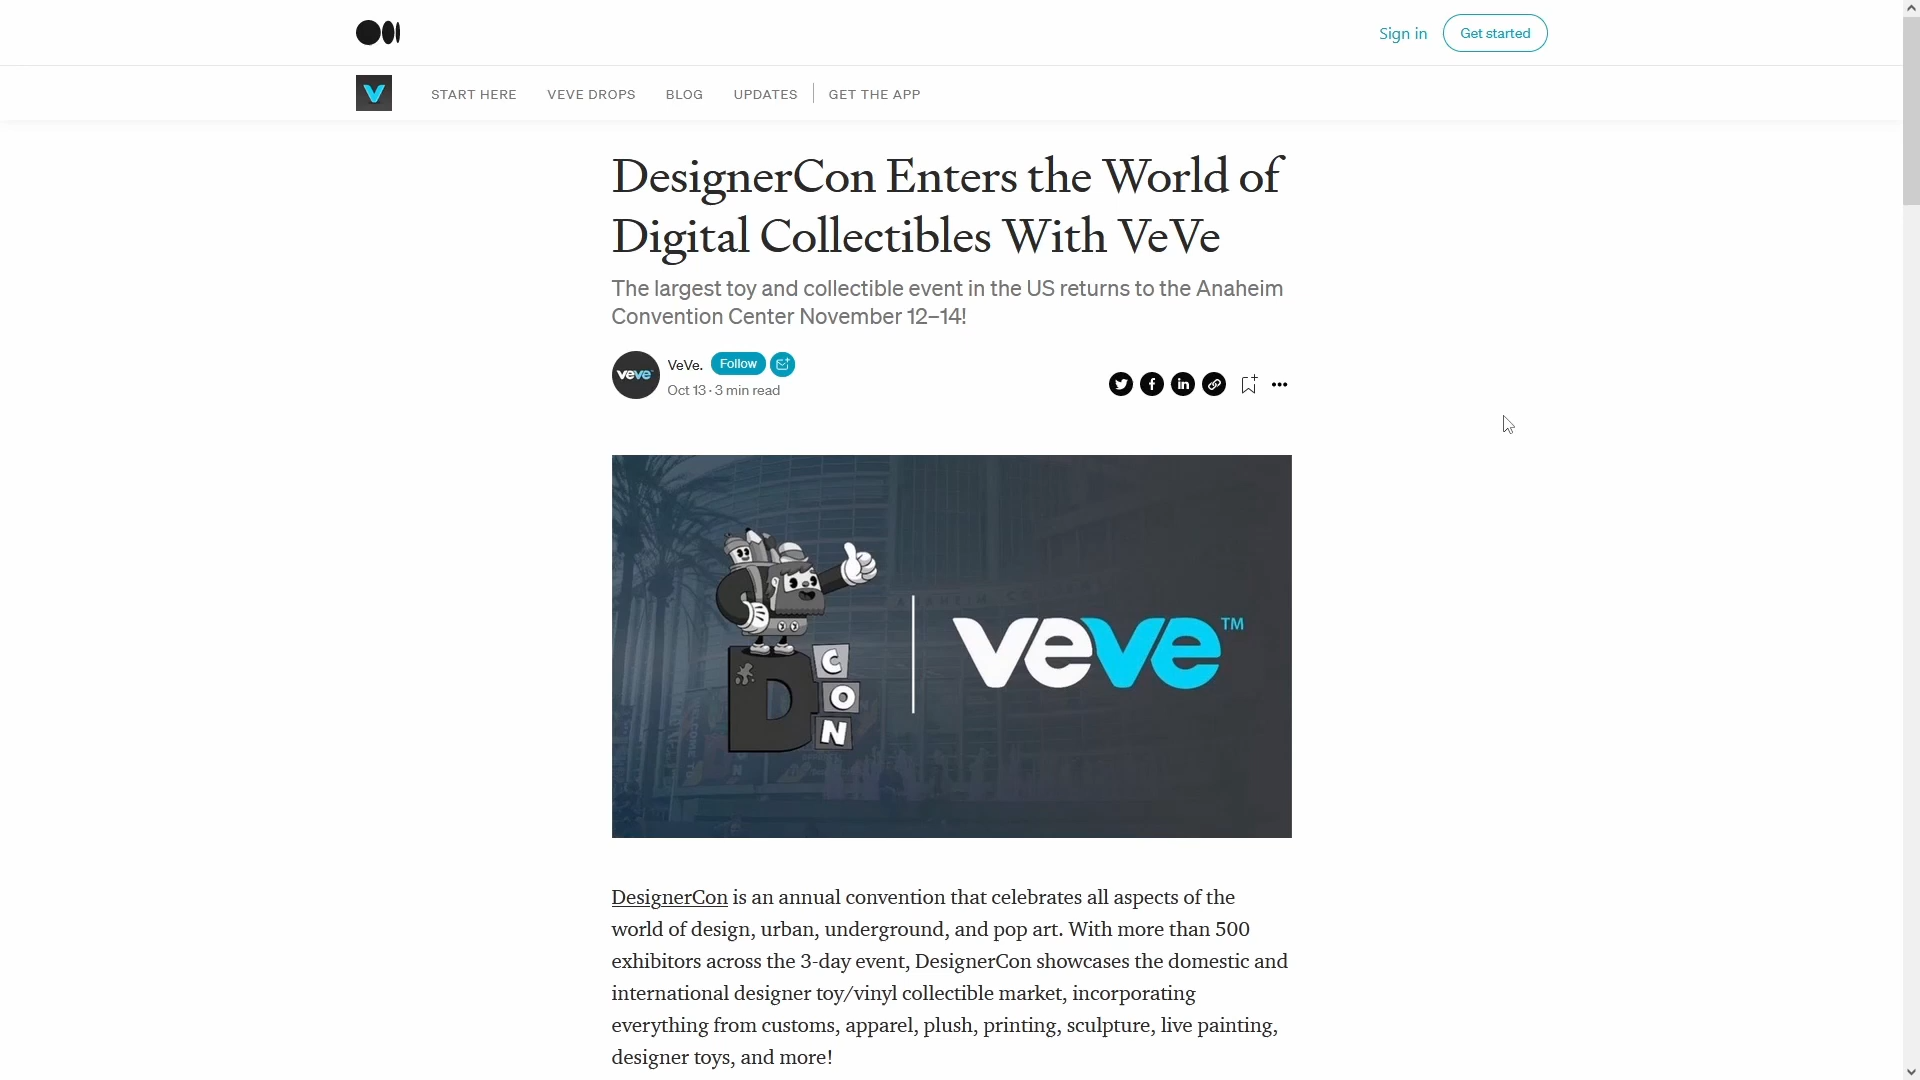 Sign in
Get started
V
START HERE
VEVE DROPS
BLOG
UPDATES
GET THE APP
DesignerCon Enters the World of
Digital Collectibles With VeVe
The largest toy and collectible event in the US returns to the Anaheim
Convention Center November 12–14!
veve
VeVe.
Follow
Oct 13 · 3 min read
D
C
O
N
veve™
DesignerCon is an annual convention that celebrates all aspects of the
world of design, urban, underground, and pop art. With more than 500
exhibitors across the 3-day event, DesignerCon showcases the domestic and
international designer toy/vinyl collectible market, incorporating
everything from customs, apparel, plush, printing, sculpture, live painting,
designer toys, and more!